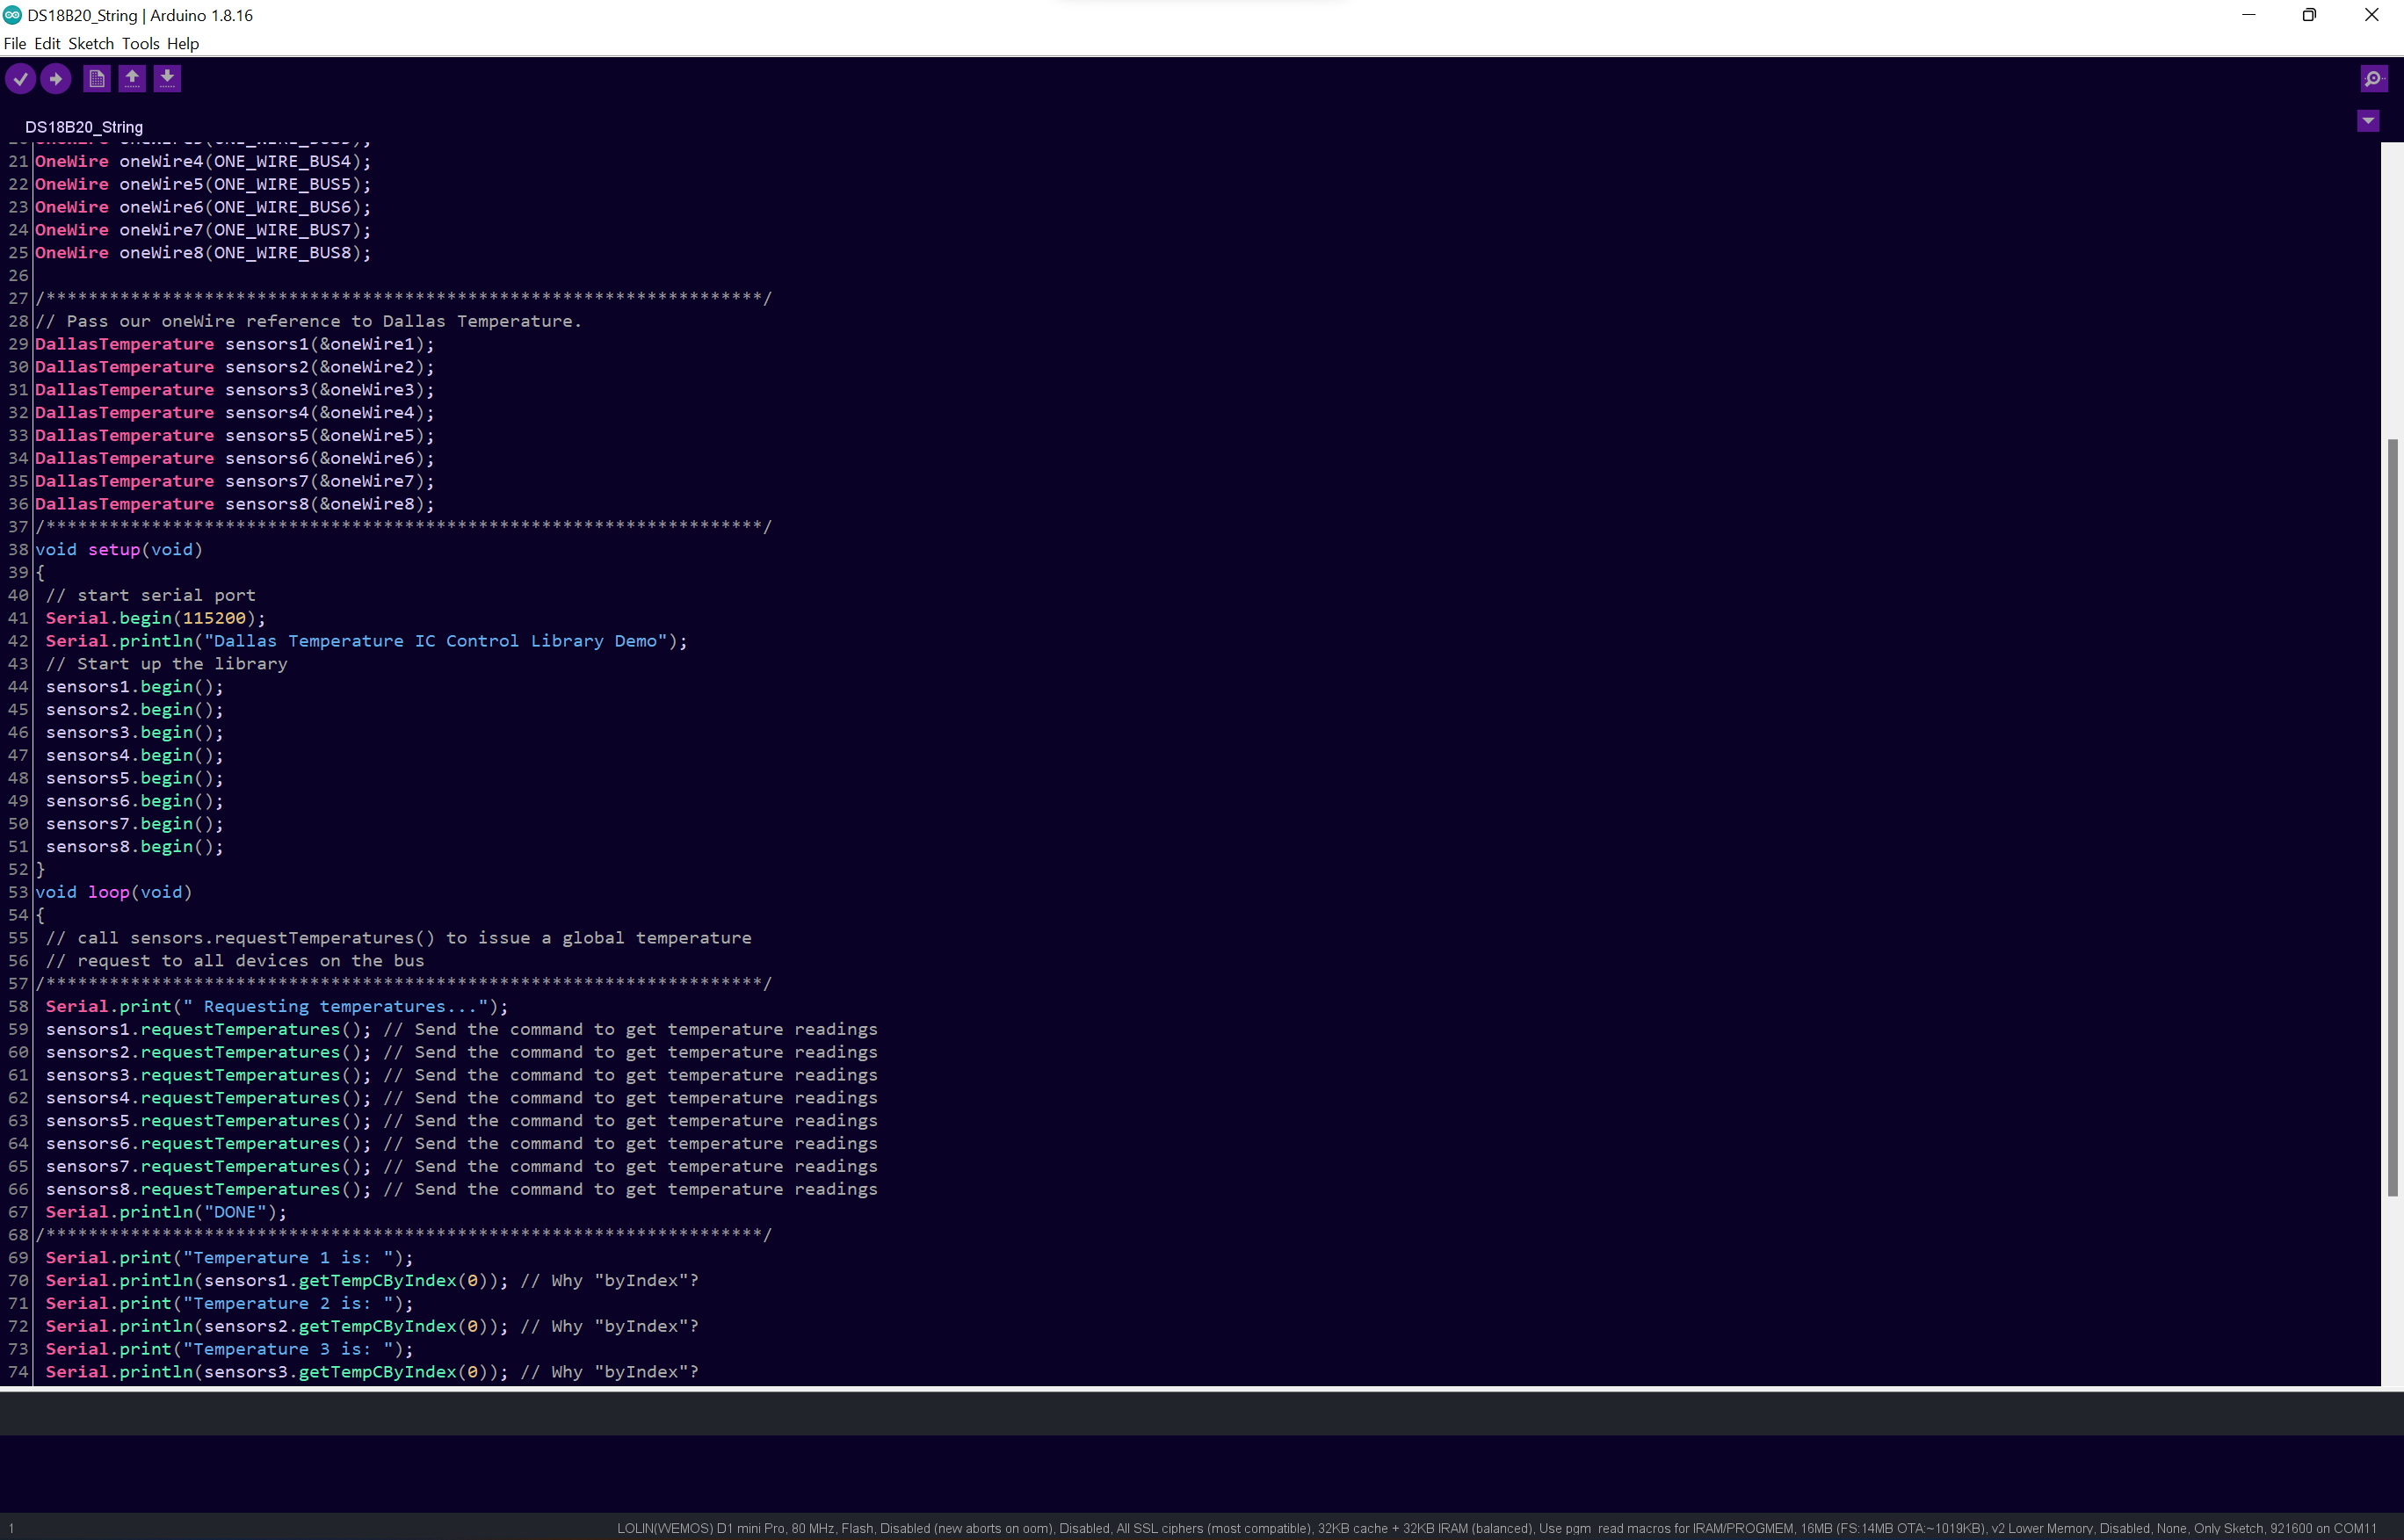 DS18B20_String | Arduino 1.8.16
File Edit Sketch Tools Help
DS18B20_String
21 OneWire oneWire4(ONE_WIRE_BUS4);
22 OneWire oneWire5(ONE_WIRE_BUS5);
23 OneWire oneWire6(ONE_WIRE_BUS6);
24 OneWire oneWire7(ONE_WIRE_BUS7);
25 OneWire oneWire8(ONE_WIRE_BUS8);
26
27 /********************************************************************/
28 // Pass our oneWire reference to Dallas Temperature.
29 DallasTemperature sensors1(&oneWire1);
30 DallasTemperature sensors2(&oneWire2);
31 DallasTemperature sensors3(&oneWire3);
32 DallasTemperature sensors4(&oneWire4);
33 DallasTemperature sensors5(&oneWire5);
34 DallasTemperature sensors6(&oneWire6);
35 DallasTemperature sensors7(&oneWire7);
36 DallasTemperature sensors8(&oneWire8);
37 /********************************************************************/
38 void setup(void)
39 {
40 // start serial port
41 Serial.begin(115200);
42 Serial.println("Dallas Temperature IC Control Library Demo");
43 // Start up the library
44 sensors1.begin();
45 sensors2.begin();
46 sensors3.begin();
47 sensors4.begin();
48 sensors5.begin();
49 sensors6.begin();
50 sensors7.begin();
51 sensors8.begin();
52 }
53 void loop(void)
54 {
55 // call sensors.requestTemperatures() to issue a global temperature
56 // request to all devices on the bus
57 /********************************************************************/
58 Serial.print(" Requesting temperatures...");
59 sensors1.requestTemperatures(); // Send the command to get temperature readings
60 sensors2.requestTemperatures(); // Send the command to get temperature readings
61 sensors3.requestTemperatures(); // Send the command to get temperature readings
62 sensors4.requestTemperatures(); // Send the command to get temperature readings
63 sensors5.requestTemperatures(); // Send the command to get temperature readings
64 sensors6.requestTemperatures(); // Send the command to get temperature readings
65 sensors7.requestTemperatures(); // Send the command to get temperature readings
66 sensors8.requestTemperatures(); // Send the command to get temperature readings
67 Serial.println("DONE");
68 /********************************************************************/
69 Serial.print("Temperature 1 is: ");
70 Serial.println(sensors1.getTempCByIndex(0)); // Why "byIndex"?
71 Serial.print("Temperature 2 is: ");
72 Serial.println(sensors2.getTempCByIndex(0)); // Why "byIndex"?
73 Serial.print("Temperature 3 is: ");
74 Serial.println(sensors3.getTempCByIndex(0)); // Why "byIndex"?
1 LOLIN(WEMOS) D1 mini Pro, 80 MHz, Flash, Disabled (new aborts on oom), Disabled, All SSL ciphers (most compatible), 32KB cache + 32KB IRAM (balanced), Use pgm_read macros for IRAM/PROGMEM, 16MB (FS:14MB OTA:~1019KB), v2 Lower Memory, Disabled, None, Only Sketch, 921600 on COM11